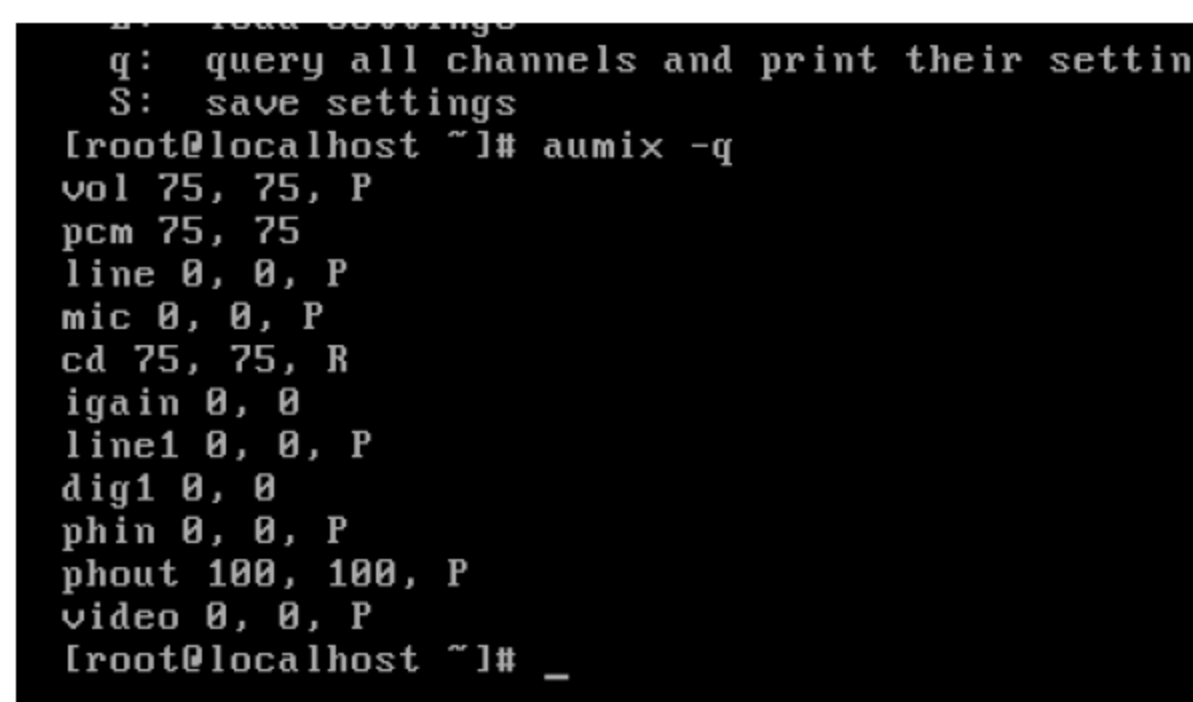 q: query all channels and print their settin
S: save settings
[root@localhost ~]# aumix -q
vol 75, 75, P
pcm 75, 75
line 0, 0, P
mic 0, 0, P
cd 75, 75, R
igain 0, 0
line1 0, 0, P
dig1 0, 0
phin 0, 0, P
phout 100, 100, P
video 0, 0, P
[root@localhost ~]# _